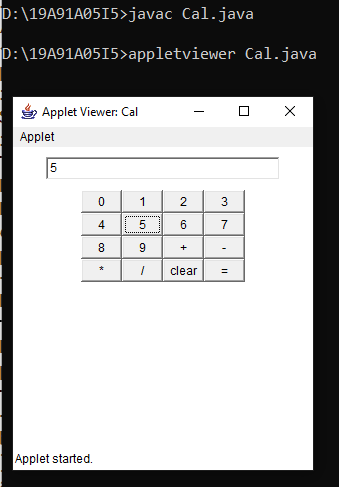 D:\19A91A05I5>javac Cal.java
D:\19A91A05I5>appletviewer Cal.java
Applet Viewer: Cal
Applet
5
0 1 2 3
4 5 6 7
8 9 + -
* / clear =
Applet started.